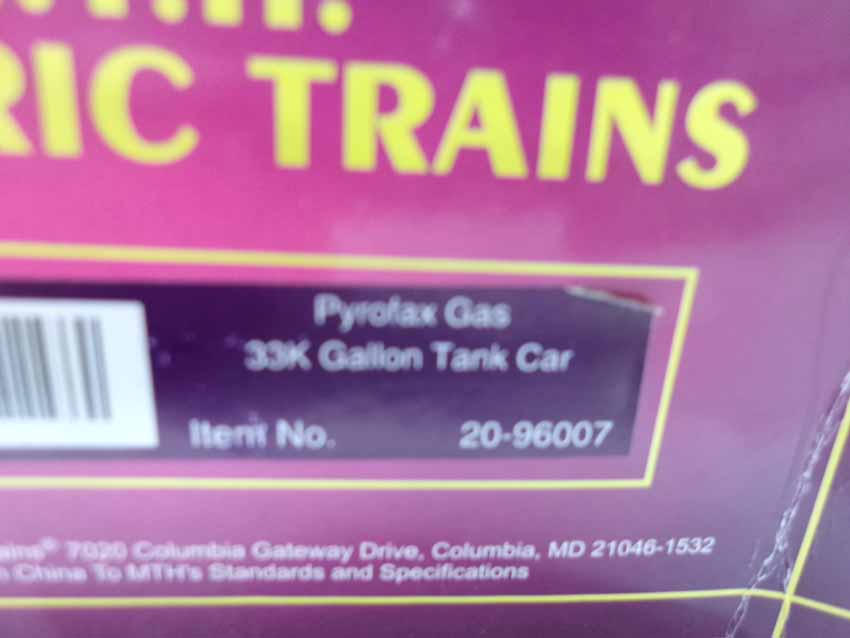 RIC TRAINS
Pyrofax Gas
33K Gallon Tank Car
Item No. 20-96007
ains® 7020 Columbia Gateway Drive, Columbia, MD 21046-1532
n China To MTH's Standards and Specifications